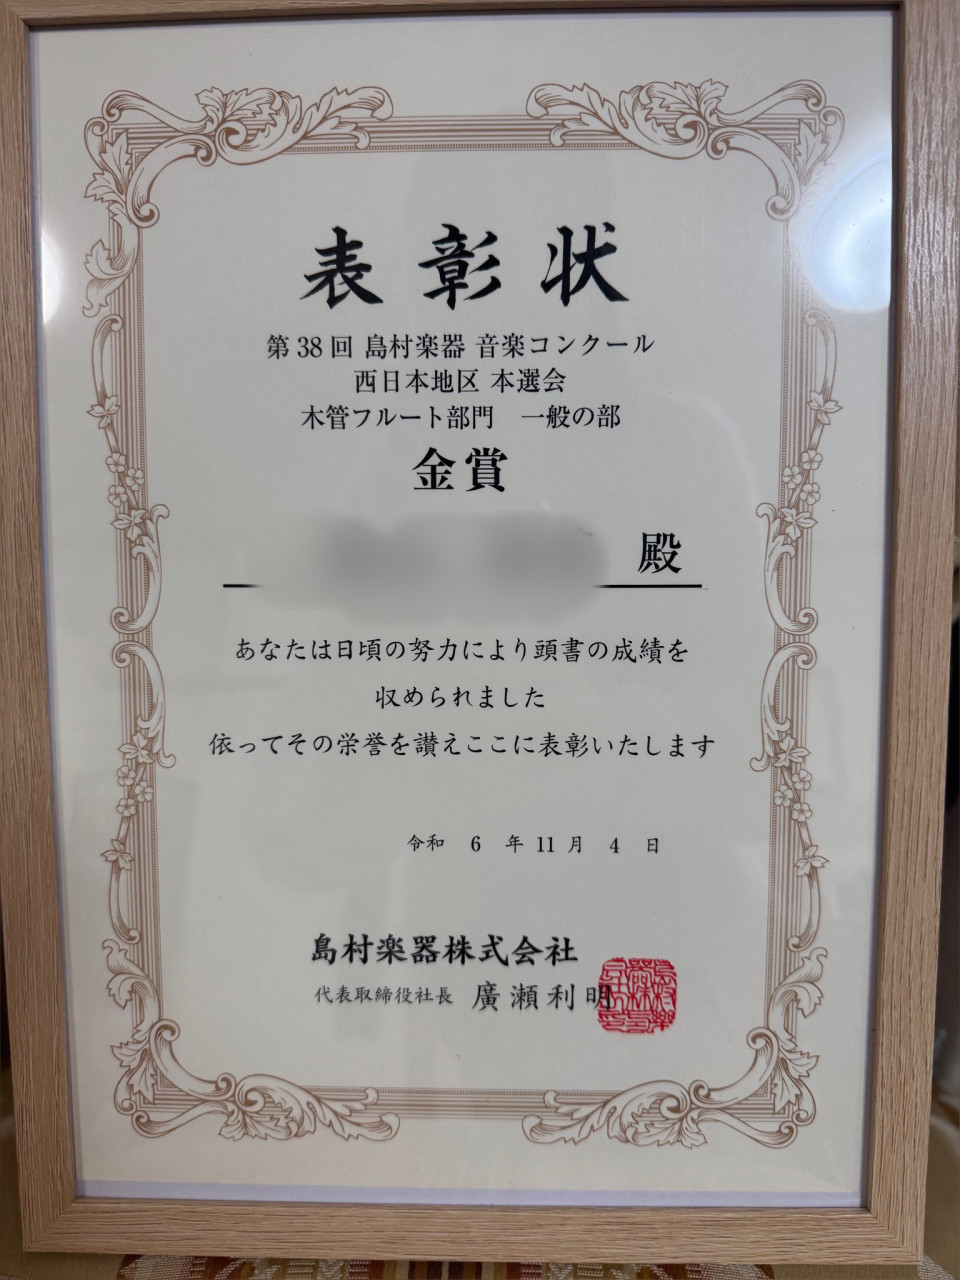 表彰状
第38回 島村楽器 音楽コンクール
西日本地区 本選会
木管フルート部門　一般の部
金賞
殿
あなたは日頃の努力により頭書の成績を
収められました
依ってその栄誉を讃えここに表彰いたします
令和 6 年 11 月 4 日
島村楽器株式会社
代表取締役社長 廣瀬利明